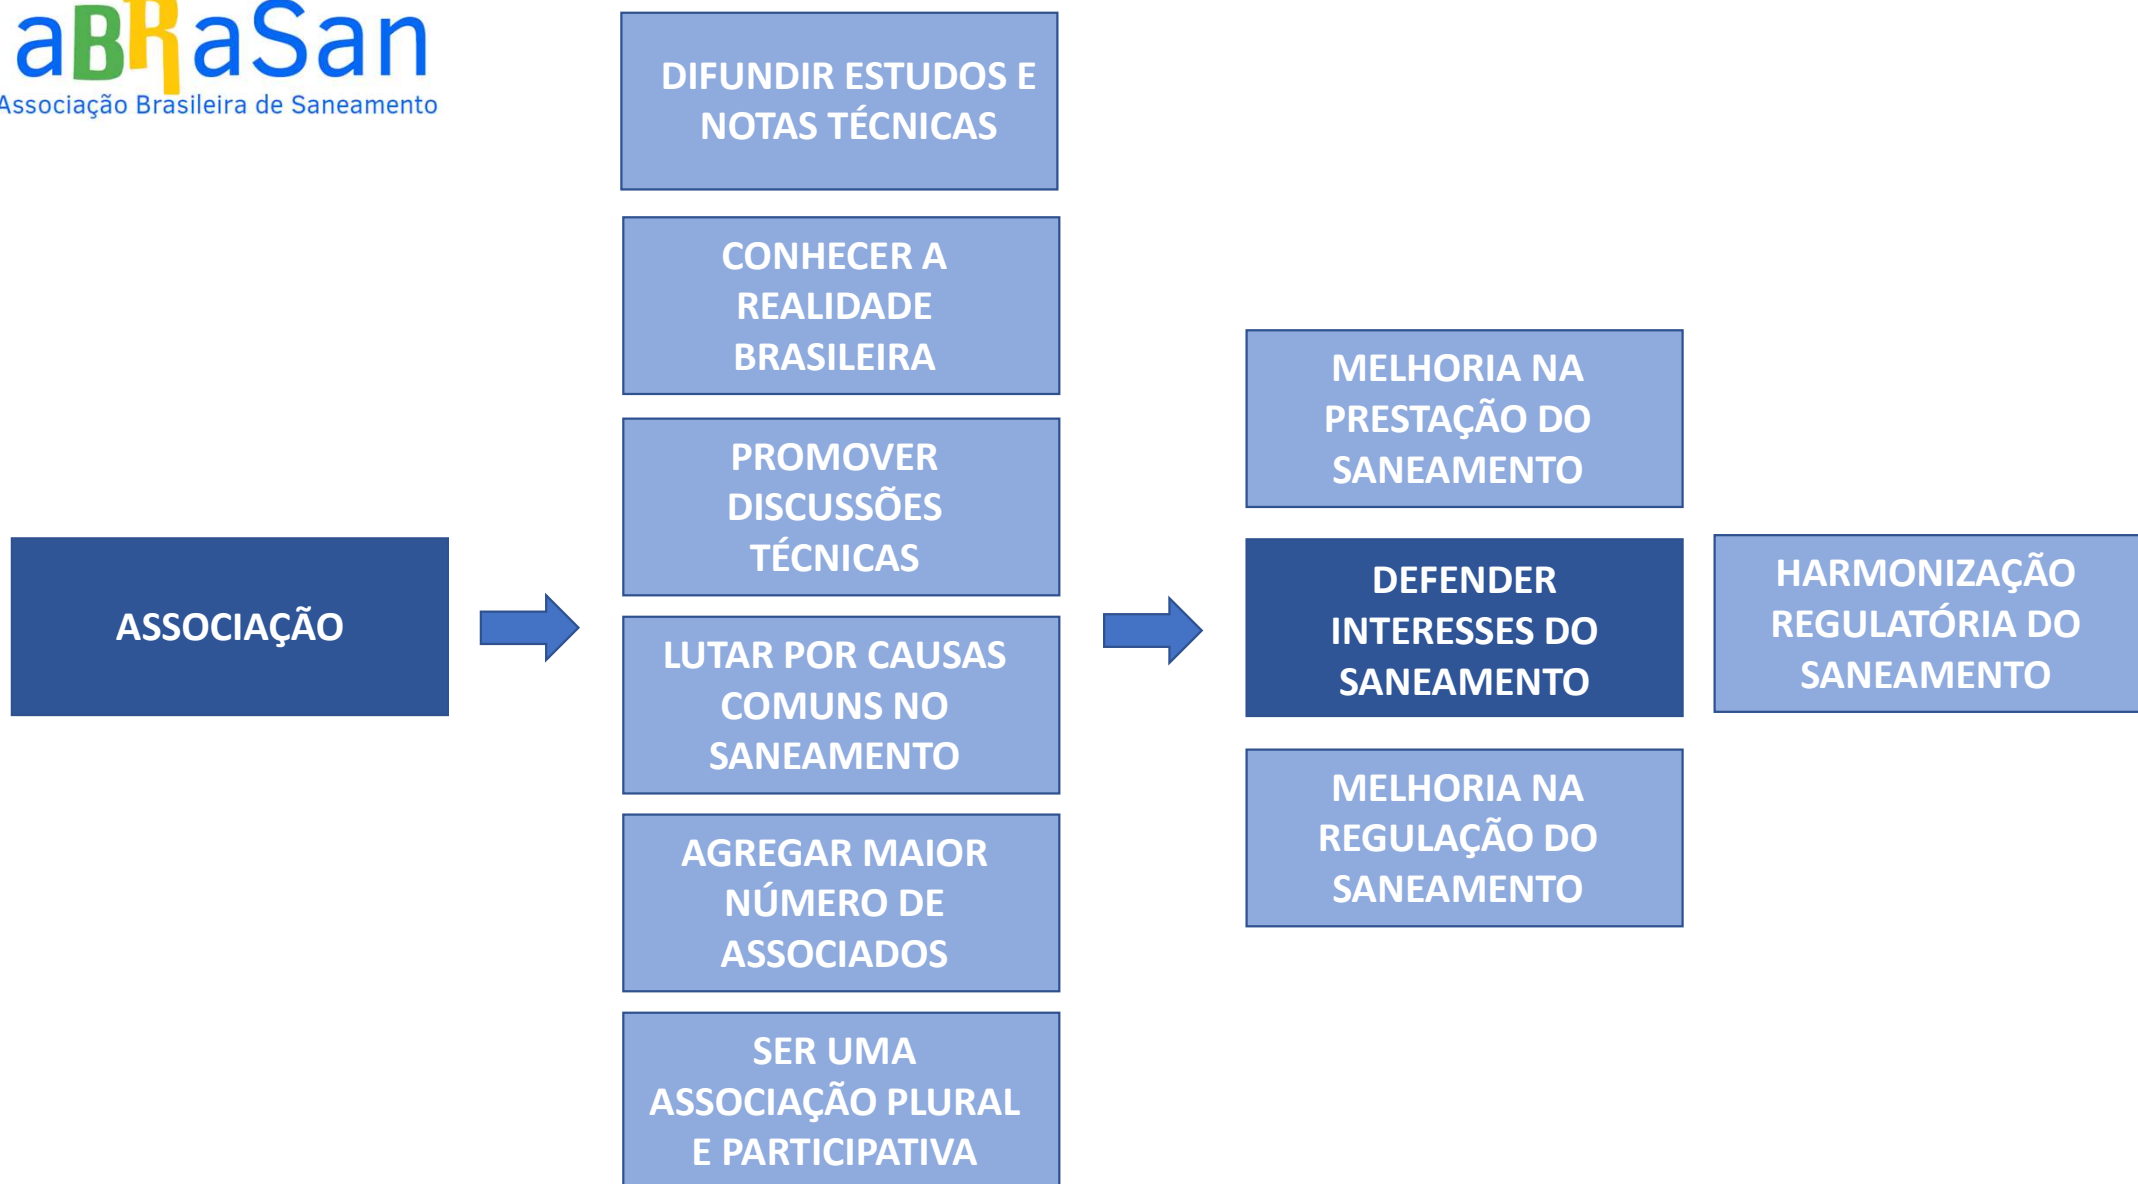 aBRaSan
Associação Brasileira de Saneamento
DIFUNDIR ESTUDOS E
NOTAS TÉCNICAS
CONHECER A
REALIDADE
BRASILEIRA
PROMOVER
DISCUSSÕES
TÉCNICAS
LUTAR POR CAUSAS
COMUNS NO
SANEAMENTO
AGREGAR MAIOR
NÚMERO DE
ASSOCIADOS
SER UMA
ASSOCIAÇÃO PLURAL
E PARTICIPATIVA
ASSOCIAÇÃO
MELHORIA NA
PRESTAÇÃO DO
SANEAMENTO
DEFENDER
INTERESSES DO
SANEAMENTO
MELHORIA NA
REGULAÇÃO DO
SANEAMENTO
HARMONIZAÇÃO
REGULATÓRIA DO
SANEAMENTO